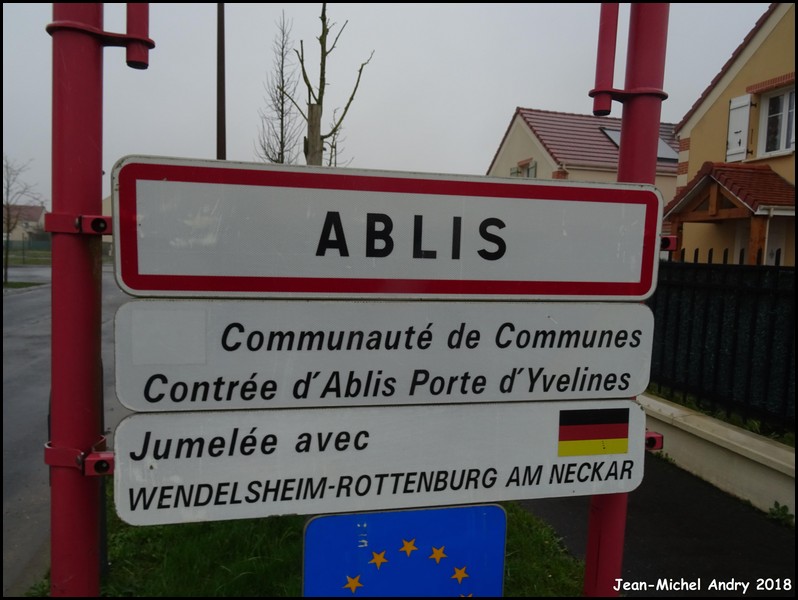 ABLIS
Communauté de Communes
Contrée d'Ablis Porte d'Yvelines
Jumelée avec
WENDELSHEIM-ROTTENBURG AM NECKAR
Jean-Michel Andry 2018